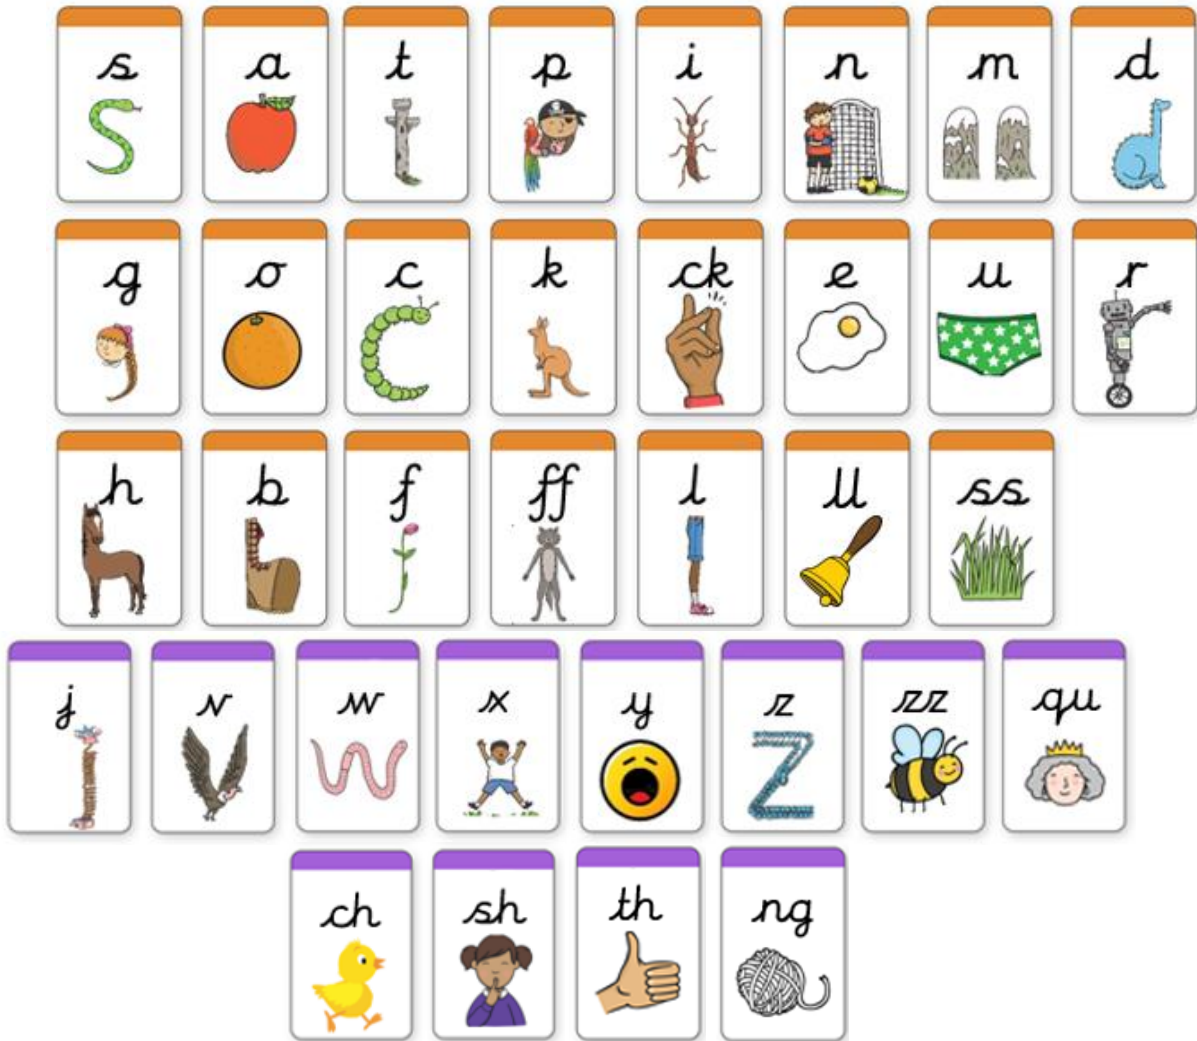 s a t p i n m d
g o c k ck e u r
h b f ff l ll ss
j v w x y z zz qu
ch sh th ng